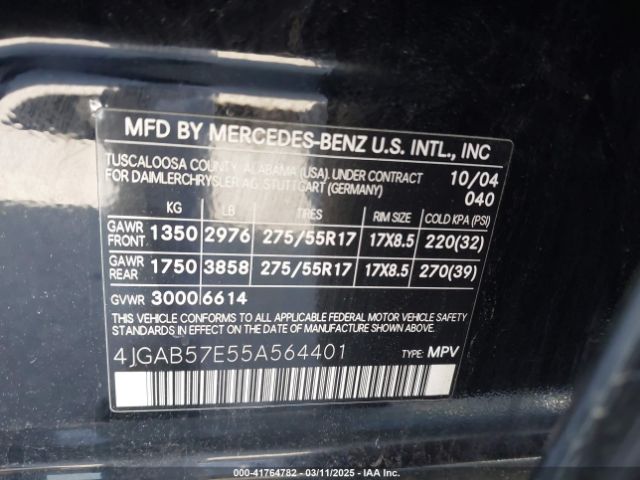 MFD BY MERCEDES-BENZ U.S. INTL., INC
TUSCALOOSA COUNTY, ALABAMA (USA). UNDER CONTRACT 10/04
FOR DAIMLERCHRYSLER AG, STUTTGART (GERMANY) 040
KG LB TIRES RIM SIZE COLD KPA (PSI)
GAWR FRONT 1350 2976 275/55R17 17X8.5 220(32)
GAWR REAR 1750 3858 275/55R17 17X8.5 270(39)
GVWR 3000 6614
THIS VEHICLE CONFORMS TO ALL APPLICABLE FEDERAL MOTOR VEHICLE SAFETY
STANDARDS IN EFFECT ON THE DATE OF MANUFACTURE SHOWN ABOVE.
4JGAB57E55A564401 TYPE: MPV
000-41764782 - 03/11/2025 - IAA Inc.